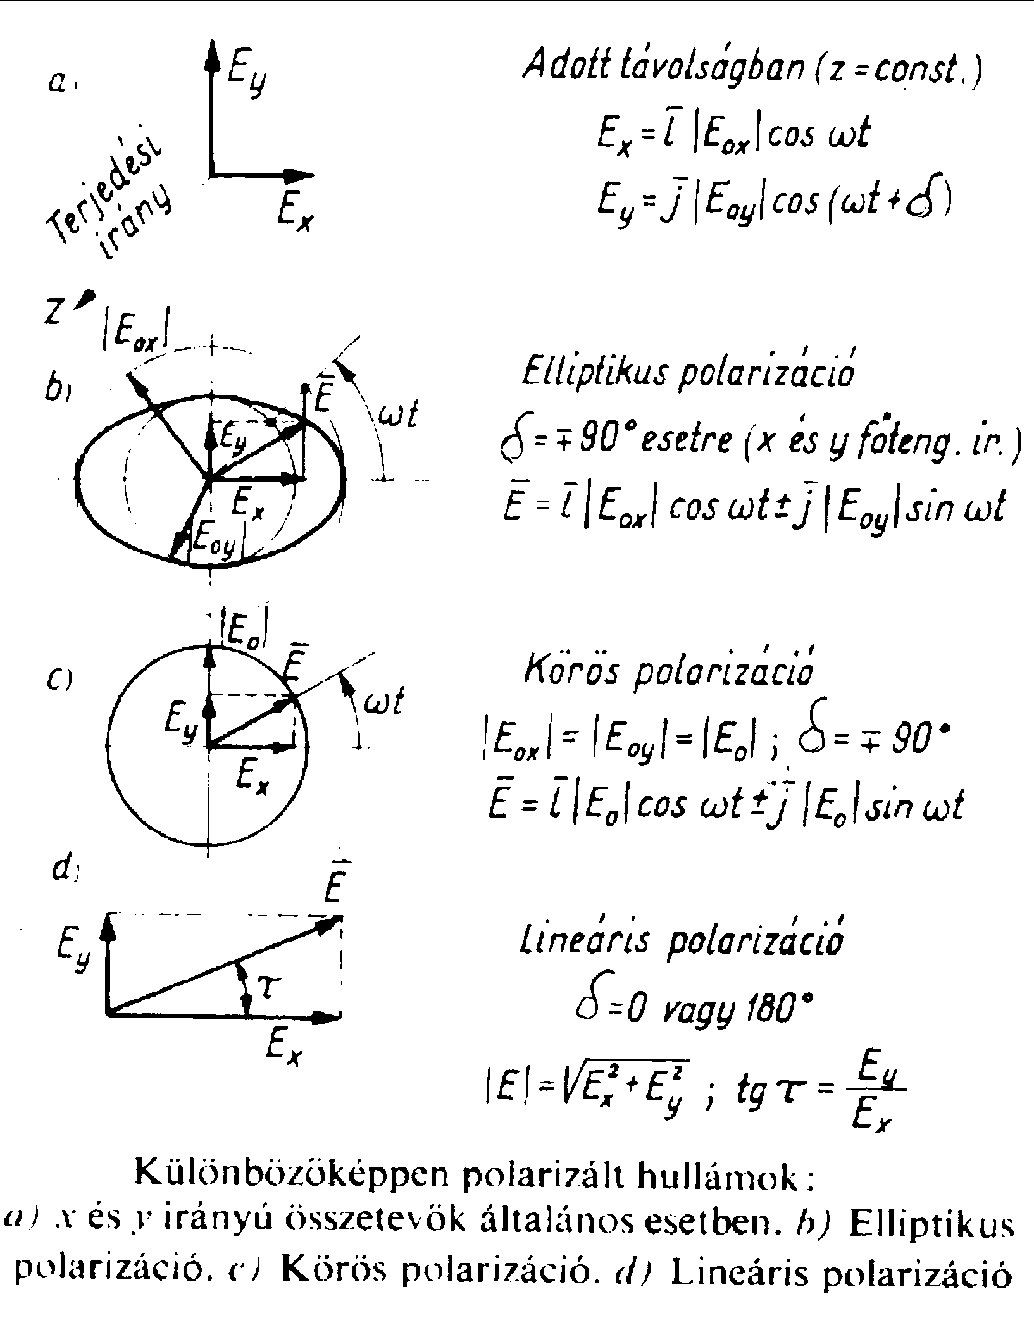 a.
E_y
E_x
Terjedési
irány
Z
Adott távolságban (z = const.)
E_x = i̅ |E_ox| cos ωt
E_y = j̅ |E_oy| cos (ωt + δ)
b)
|E_ox|
E̅
ωt
E_y
E_x
|E_oy|
Elliptikus polarizáció
δ = ∓ 90° esetre (x és y főteng. ir.)
E̅ = i̅ |E_ox| cos ωt ± j̅ |E_oy| sin ωt
c)
|E_o|
E̅
ωt
E_y
E_x
Körös polarizáció
|E_ox| = |E_oy| = |E_o| ; δ = ∓ 90°
E̅ = i̅ |E_o| cos ωt ± j̅ |E_o| sin ωt
d)
E̅
E_y
τ
E_x
Lineáris polarizáció
δ = 0 vagy 180°
|E| = √(E_x² + E_y²) ; tg τ = E_y / E_x
Különbözőképpen polarizált hullámok:
a) x és y irányú összetevők általános esetben. b) Elliptikus
polarizáció. c) Körös polarizáció. d) Lineáris polarizáció